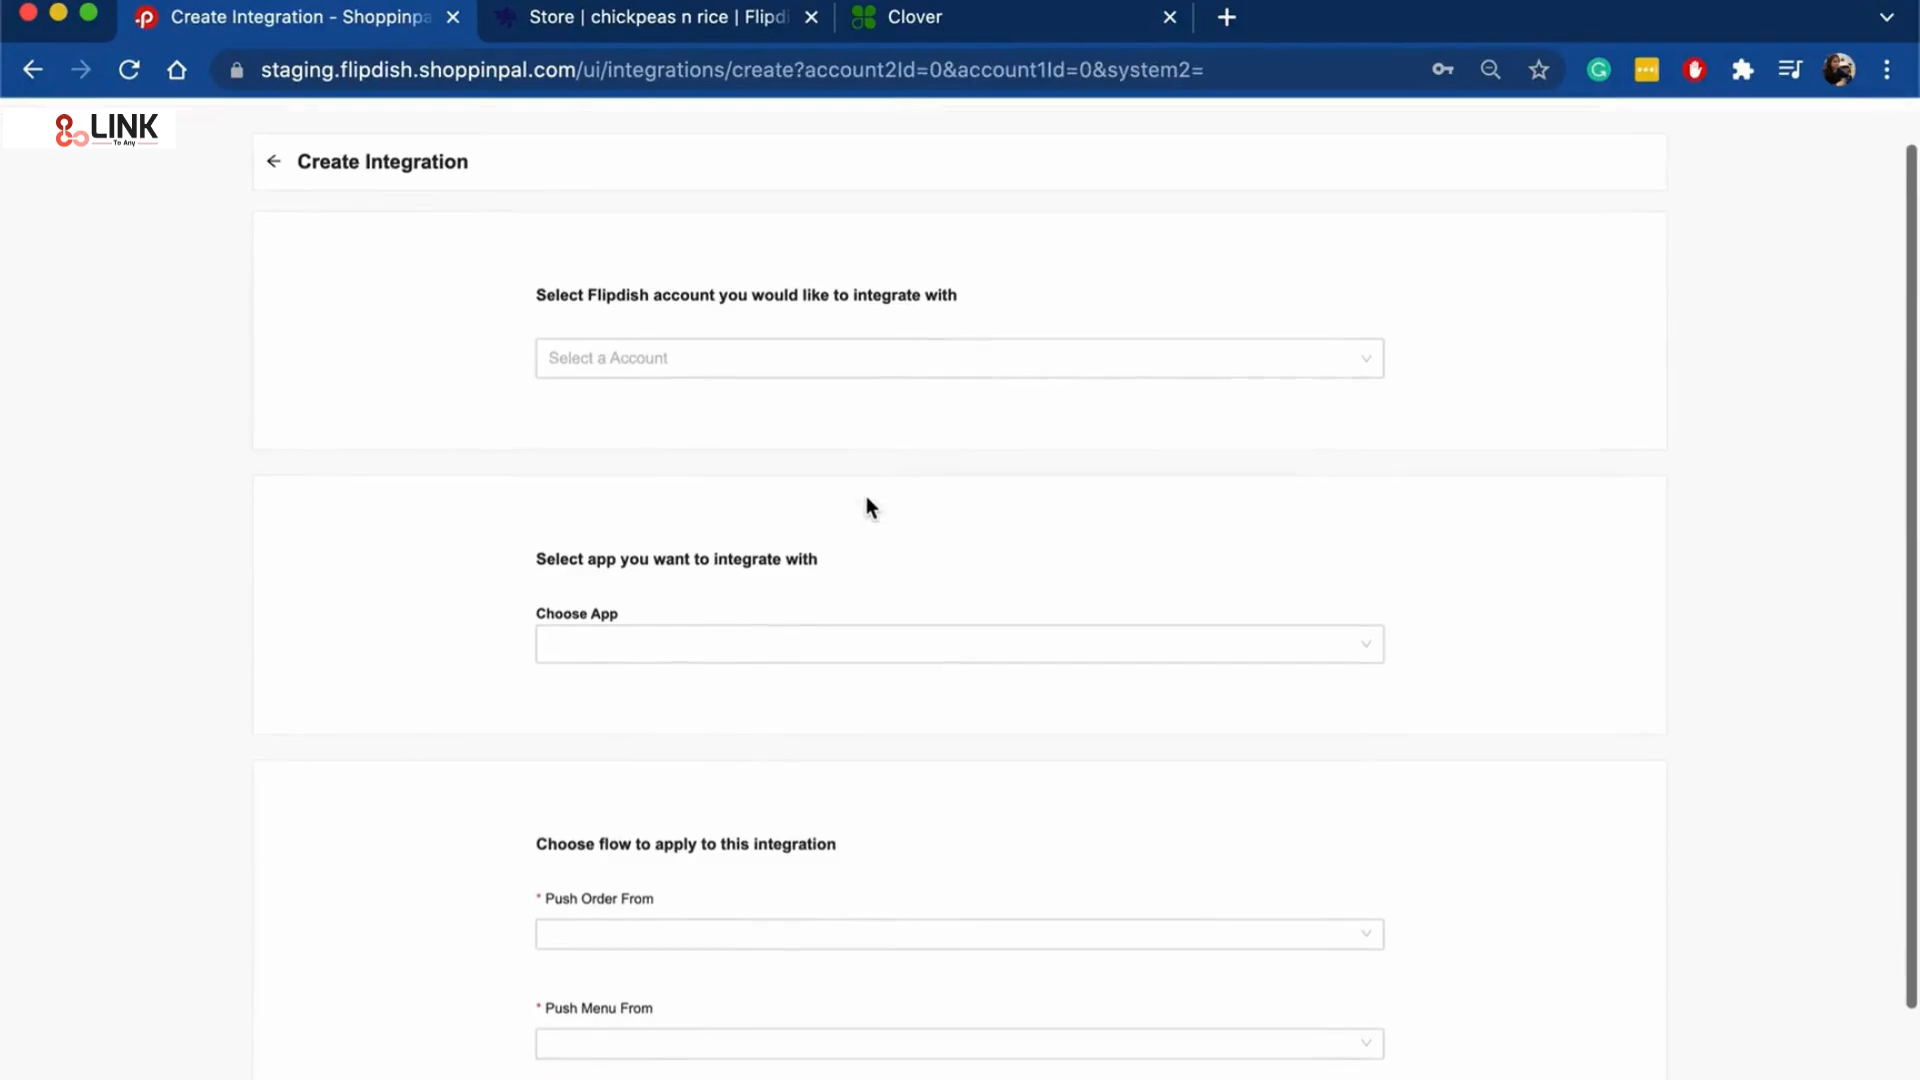 Create Integration - Shoppinpa
Store | chickpeas n rice | Flipdi
Clover
staging.flipdish.shoppinpal.com/ui/integrations/create?account2Id=0&account1Id=0&system2=
LINK
To Any
Create Integration
Select Flipdish account you would like to integrate with
Select a Account
Select app you want to integrate with
Choose App
Choose flow to apply to this integration
* Push Order From
* Push Menu From